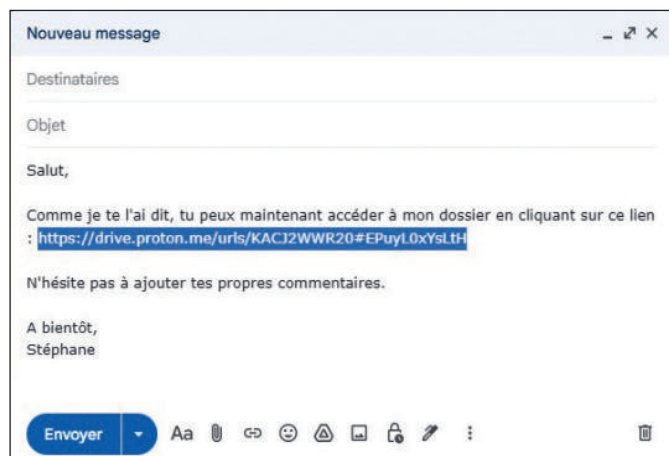 Nouveau message
Destinataires
Objet
Salut,
Comme je te l'ai dit, tu peux maintenant accéder à mon dossier en cliquant sur ce lien
: https://drive.proton.me/urls/KACJ2WWR20#EPuyL0xYsLtH
N'hésite pas à ajouter tes propres commentaires.
A bientôt,
Stéphane
Envoyer Aa